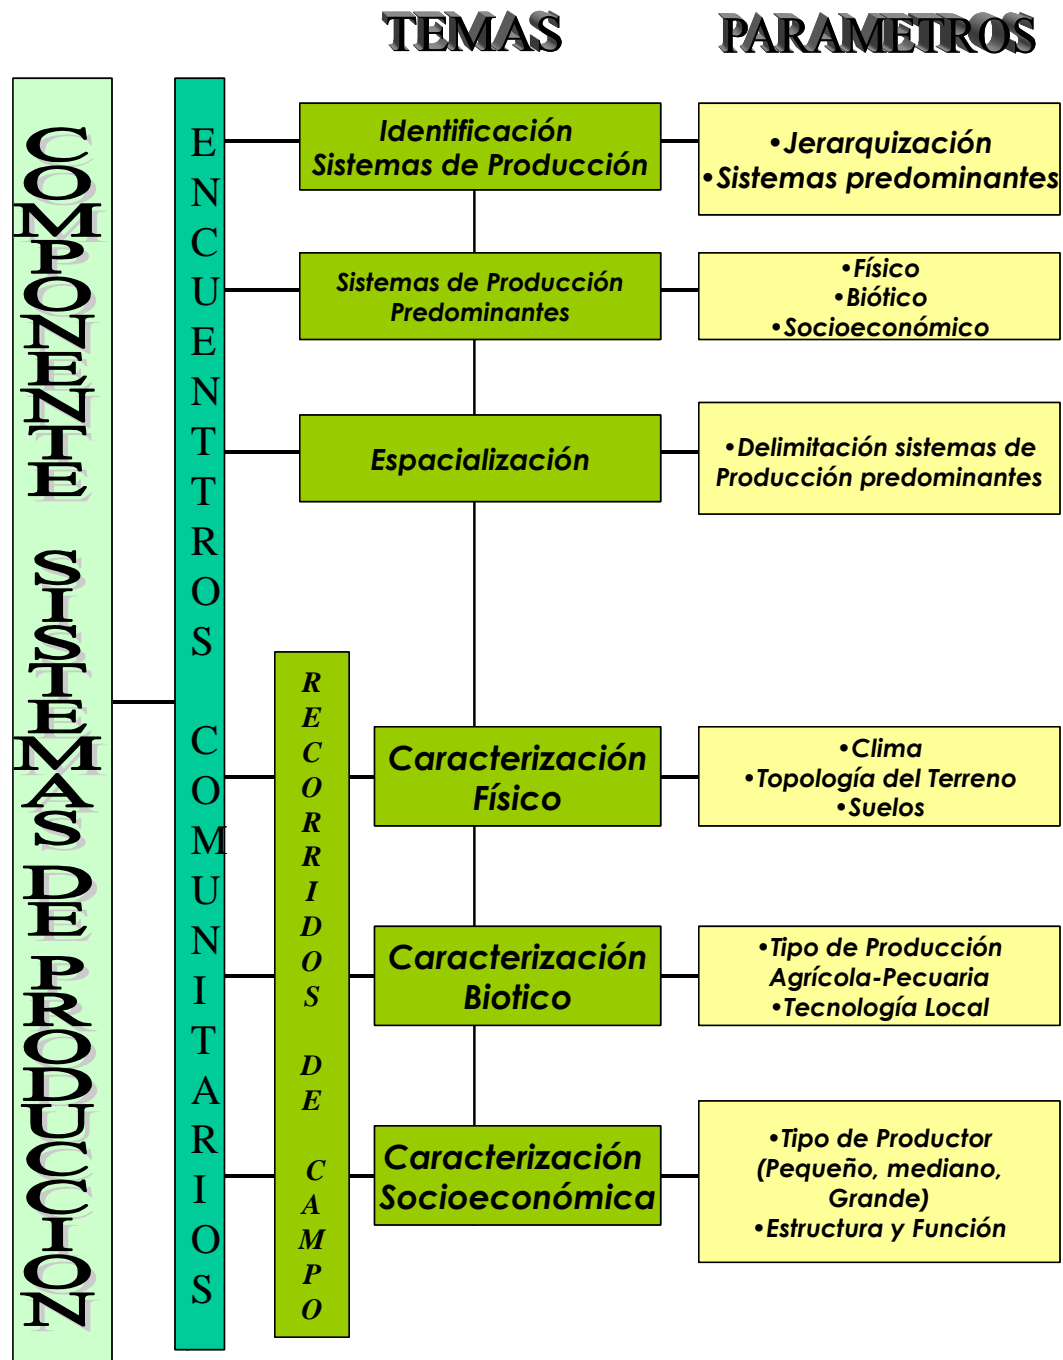 TEMAS
PARAMETROS
COMPONENTE SISTEMAS DE PRODUCCION
ENCUENTTROS COMUNITARIOS
Identificación
Sistemas de Producción
•Jerarquización
•Sistemas predominantes
Sistemas de Producción
Predominantes
•Físico
•Biótico
•Socioeconómico
Espacialización
•Delimitación sistemas de
Producción predominantes
RECORRIDOS DE CAMPO
Caracterización
Físico
•Clima
•Topología del Terreno
•Suelos
Caracterización
Biotico
•Tipo de Producción
Agrícola-Pecuaria
•Tecnología Local
Caracterización
Socioeconómica
•Tipo de Productor
(Pequeño, mediano,
Grande)
•Estructura y Función